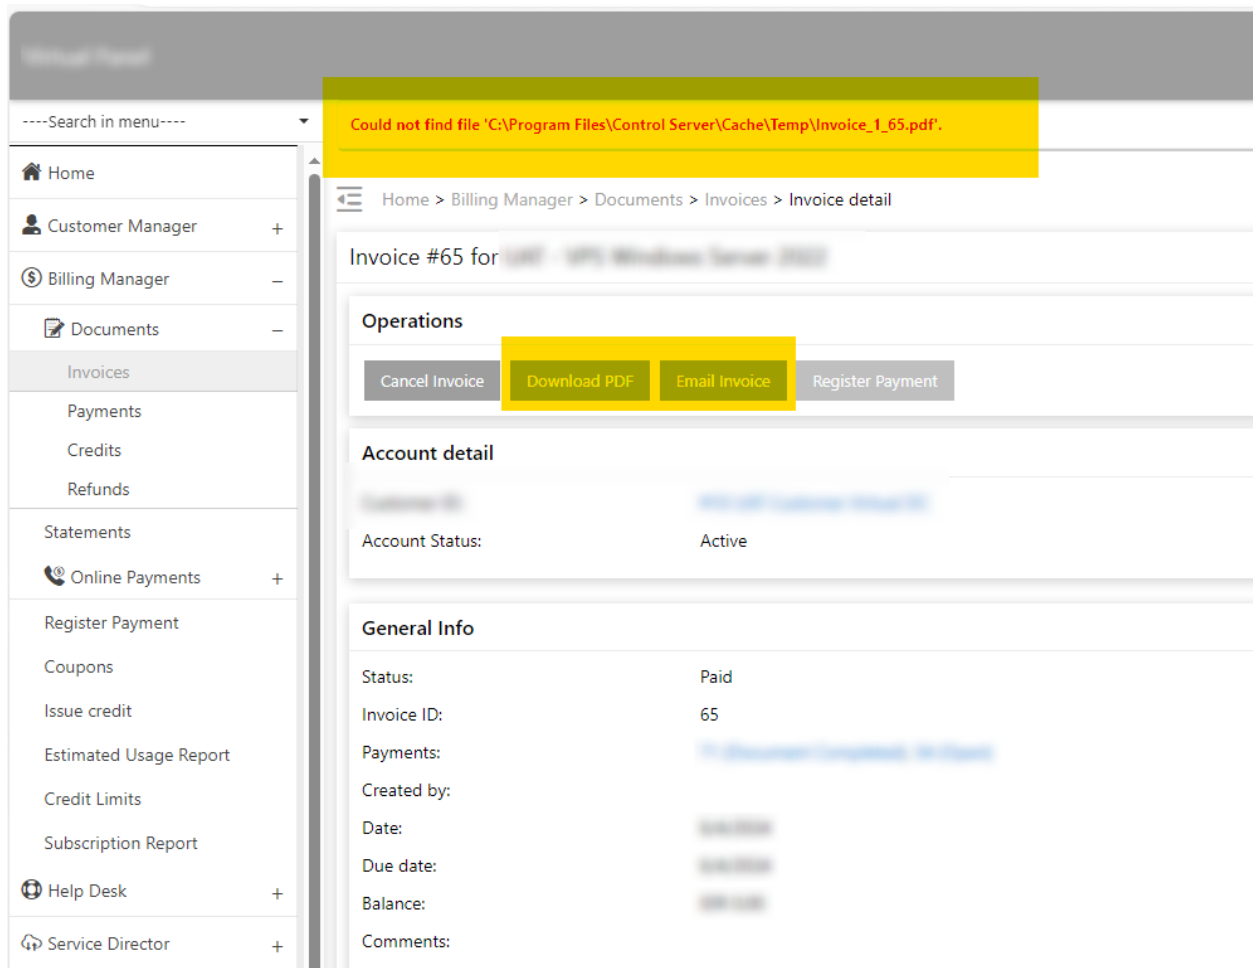 ----Search in menu----
Could not find file 'C:\Program Files\Control Server\Cache\Temp\Invoice_1_65.pdf'.
Home
Customer Manager +
Billing Manager –
Documents –
Invoices
Payments
Credits
Refunds
Statements
Online Payments +
Register Payment
Coupons
Issue credit
Estimated Usage Report
Credit Limits
Subscription Report
Help Desk +
Service Director +
Home > Billing Manager > Documents > Invoices > Invoice detail
Invoice #65 for
Operations
Cancel Invoice Download PDF Email Invoice Register Payment
Account detail
Account Status: Active
General Info
Status: Paid
Invoice ID: 65
Payments:
Created by:
Date:
Due date:
Balance:
Comments: